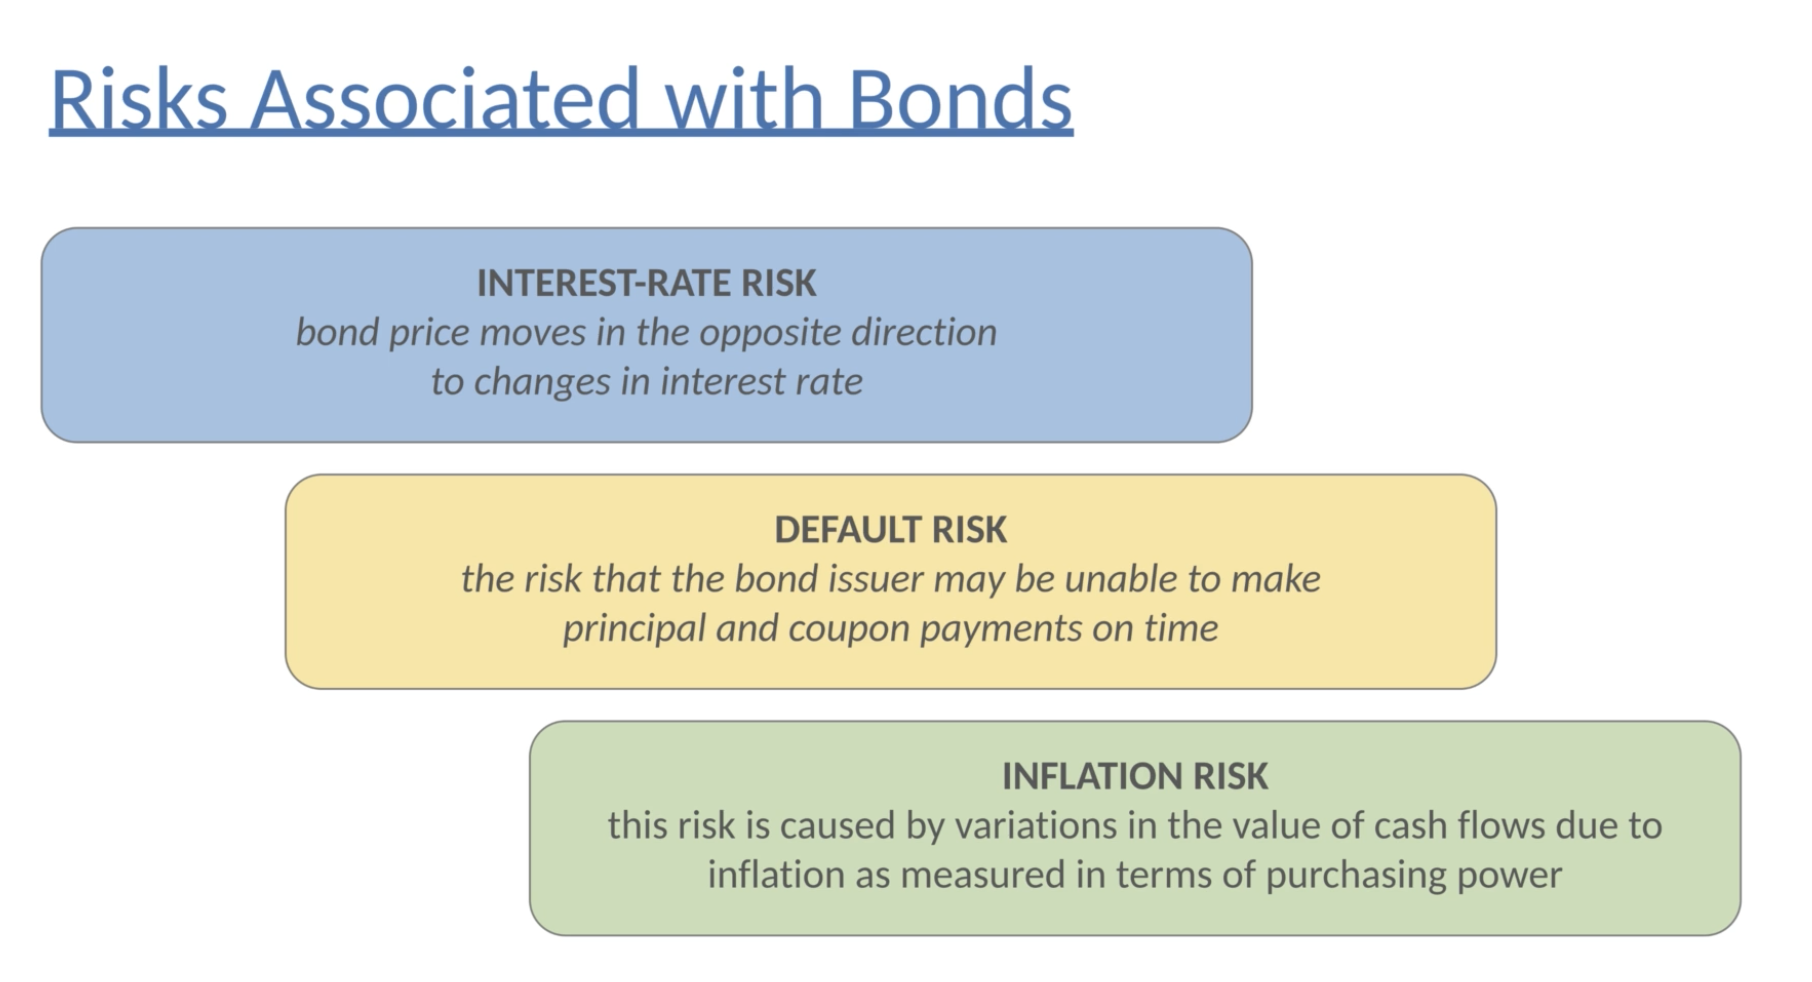 Risks Associated with Bonds
INTEREST-RATE RISK
bond price moves in the opposite direction
to changes in interest rate
DEFAULT RISK
the risk that the bond issuer may be unable to make
principal and coupon payments on time
INFLATION RISK
this risk is caused by variations in the value of cash flows due to
inflation as measured in terms of purchasing power